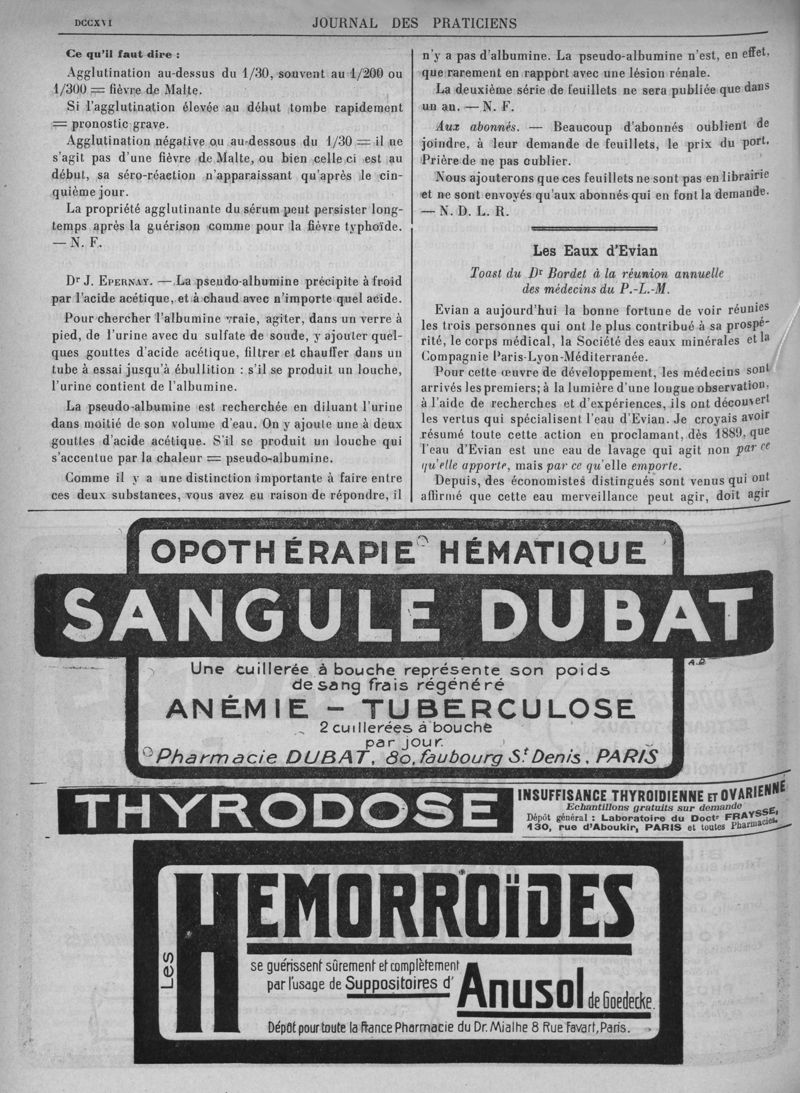 DCCXVI
JOURNAL DES PRATICIENS
Ce qu'il faut dire :
Agglutination au-dessus du 1/30, souvent au 1/200 ou
1/300 = fièvre de Malte.
Si l'agglutination élevée au début tombe rapidement
= pronostic grave.
Agglutination négative ou au-dessous du 1/30 = il ne
s'agit pas d'une fièvre de Malte, ou bien celle ci est au
début, sa séro-réaction n'apparaissant qu'après le cin-
quième jour.
La propriété agglutinante du sérum peut persister long-
temps après la guérison comme pour la fièvre typhoïde.
— N. F.
Dr J. EPERNAY. — La pseudo-albumine précipite à froid
par l'acide acétique, et à chaud avec n'importe quel acide.
Pour chercher l'albumine vraie, agiter, dans un verre à
pied, de l'urine avec du sulfate de soude, y ajouter quel-
ques gouttes d'acide acétique, filtrer et chauffer dans un
tube à essai jusqu'à ébullition : s'il se produit un louche,
l'urine contient de l'albumine.
La pseudo-albumine est recherchée en diluant l'urine
dans moitié de son volume d'eau. On y ajoute une à deux
gouttes d'acide acétique. S'il se produit un louche qui
s'accentue par la chaleur = pseudo-albumine.
Comme il y a une distinction importante à faire entre
ces deux substances, vous avez eu raison de répondre, il
n'y a pas d'albumine. La pseudo-albumine n'est, en effet,
que rarement en rapport avec une lésion rénale.
La deuxième série de feuillets ne sera publiée que dans
un an. — N. F.
Aux abonnés. — Beaucoup d'abonnés oublient de
joindre, à leur demande de feuillets, le prix du port.
Prière de ne pas oublier.
Nous ajouterons que ces feuillets ne sont pas en librairie
et ne sont envoyés qu'aux abonnés qui en font la demande.
— N. D. L. R.
Les Eaux d'Evian
Toast du Dr Bordet à la réunion annuelle
des médecins du P.-L.-M.
Evian a aujourd'hui la bonne fortune de voir réunies
les trois personnes qui ont le plus contribué à sa prospé-
rité, le corps médical, la Société des eaux minérales et la
Compagnie Paris-Lyon-Méditerranée.
Pour cette œuvre de développement, les médecins sont
arrivés les premiers; à la lumière d'une longue observation,
à l'aide de recherches et d'expériences, ils ont découvert
les vertus qui spécialisent l'eau d'Evian. Je croyais avoir
résumé toute cette action en proclamant, dès 1889, que
l'eau d'Evian est une eau de lavage qui agit non par ce
qu'elle apporte, mais par ce qu'elle emporte.
Depuis, des économistes distingués sont venus qui ont
affirmé que cette eau merveillance peut agir, doit agir
OPOTHÉRAPIE HÉMATIQUE
SANGULE DUBAT
A.D
Une cuillerée à bouche représente son poids
de sang frais régénéré
ANÉMIE - TUBERCULOSE
2 cuillerées à bouche
par jour.
Pharmacie DUBAT, 80, faubourg St Denis, PARIS
THYRODOSE
INSUFFISANCE THYROIDIENNE ET OVARIENNE
Echantillons gratuits sur demande
Dépôt général : Laboratoire du Doctr FRAYSSE,
130, rue d'Aboukir, PARIS et toutes Pharmacies.
LES HEMORROÏDES
se guérissent sûrement et complètement
par l'usage de Suppositoires d'Anusol de Goedecke.
Dépôt pour toute la France Pharmacie du Dr. Mialhe 8 Rue Favart, Paris.